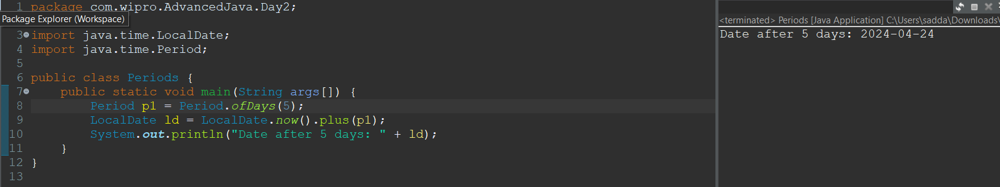 1 package com.wipro.AdvancedJava.Day2;
Package Explorer (Workspace)
3 import java.time.LocalDate;
4 import java.time.Period;
5
6 public class Periods {
7 public static void main(String args[]) {
8 Period p1 = Period.ofDays(5);
9 LocalDate ld = LocalDate.now().plus(p1);
10 System.out.println("Date after 5 days: " + ld);
11 }
12 }
13
<terminated> Periods [Java Application] C:\Users\sadda\Downloads\
Date after 5 days: 2024-04-24